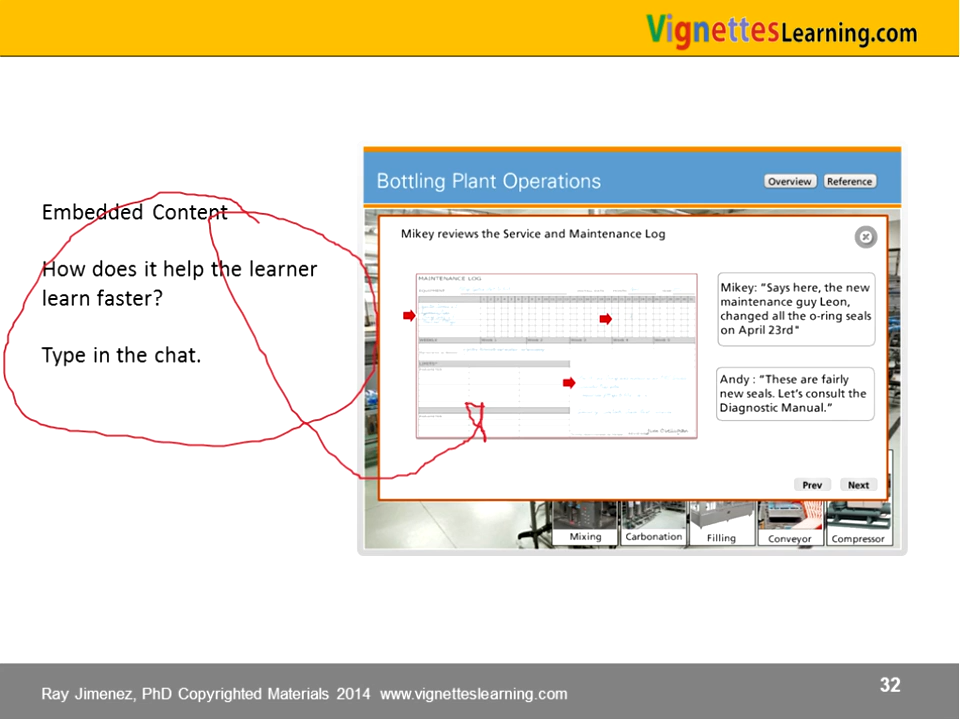 VignettesLearning.com
Embedded Content
How does it help the learner
learn faster?
Type in the chat.
Bottling Plant Operations
Overview
Reference
Mikey reviews the Service and Maintenance Log
MAINTENANCE LOG
Mikey: "Says here, the new
maintenance guy Leon,
changed all the o-ring seals
on April 23rd"
Andy : "These are fairly
new seals. Let's consult the
Diagnostic Manual."
Prev
Next
Mixing
Carbonation
Filling
Conveyor
Compressor
Ray Jimenez, PhD Copyrighted Materials 2014 www.vignetteslearning.com
32